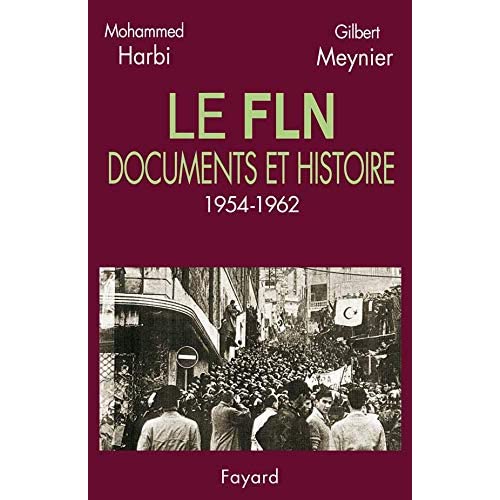 Mohammed
Harbi
Gilbert
Meynier
LE FLN
DOCUMENTS ET HISTOIRE
1954-1962
Fayard